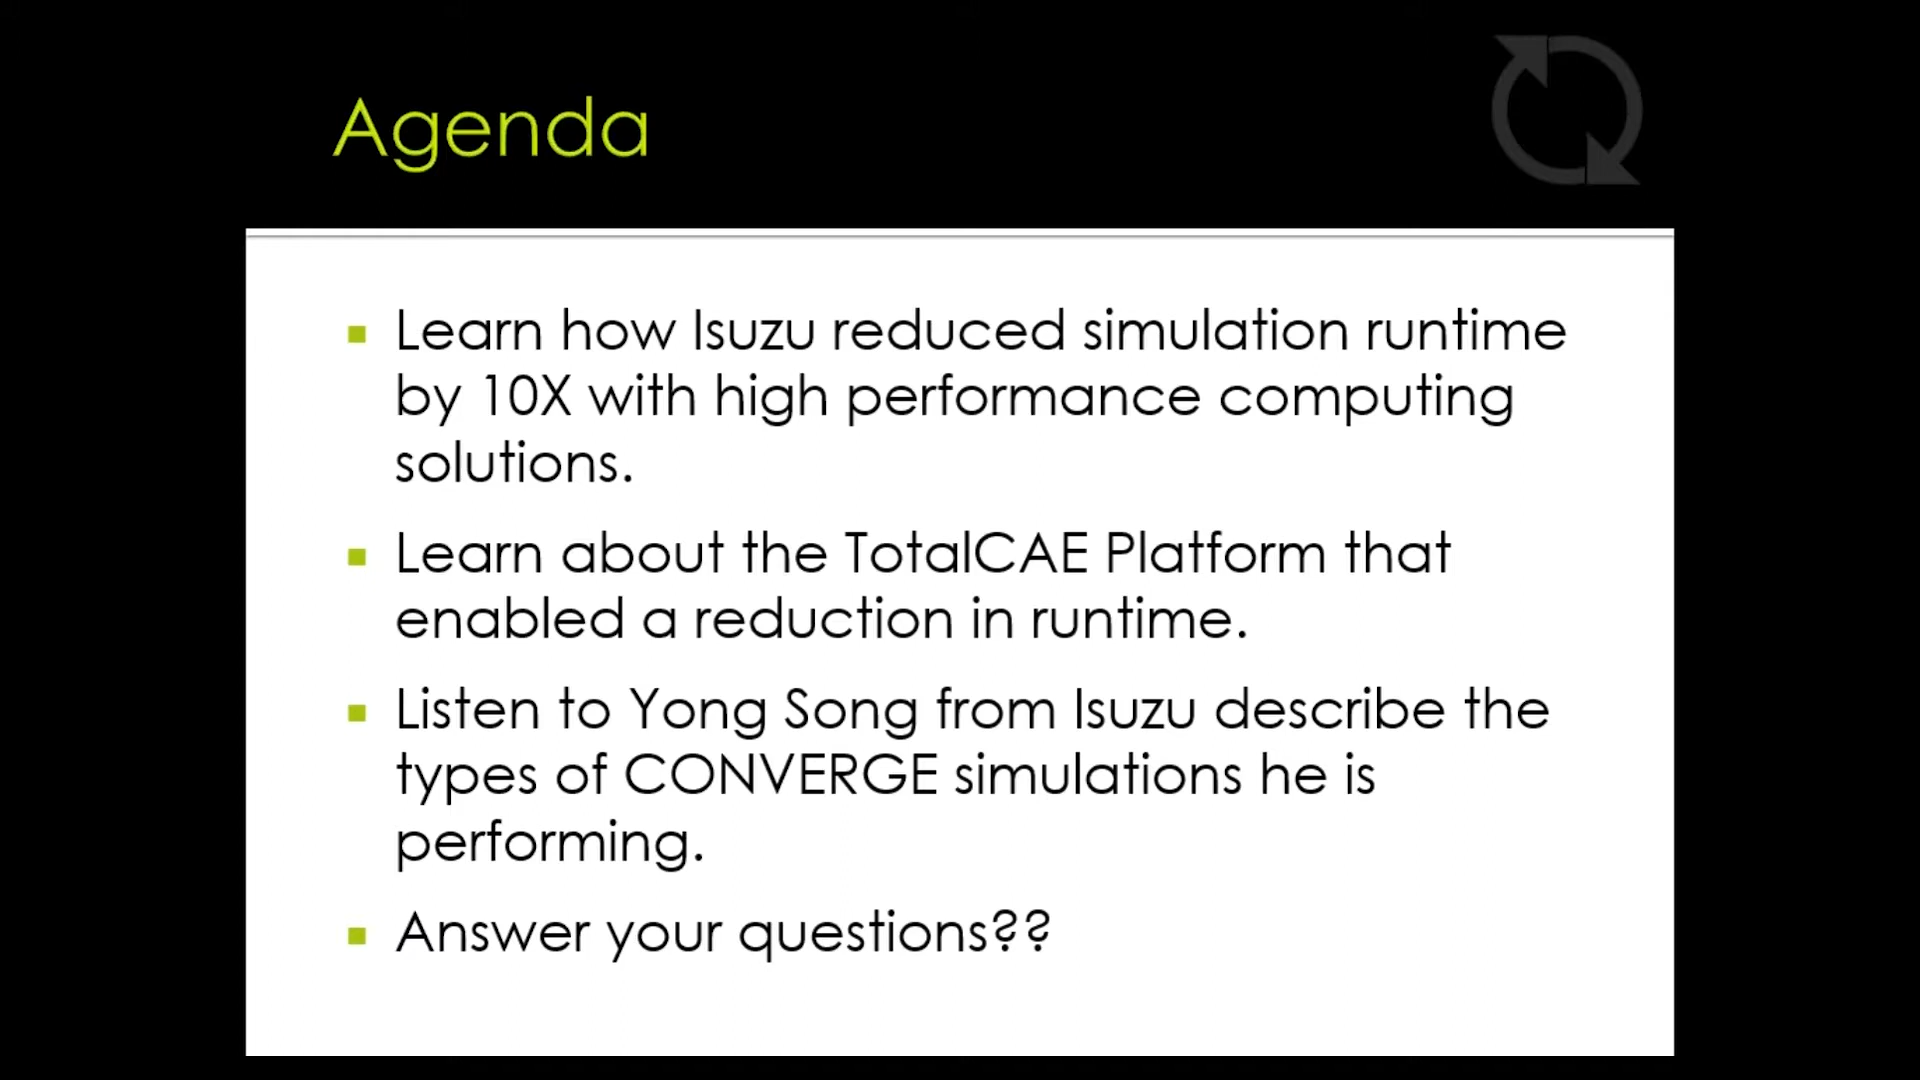 Agenda
Learn how Isuzu reduced simulation runtime
by 10X with high performance computing
solutions.
Learn about the TotalCAE Platform that
enabled a reduction in runtime.
Listen to Yong Song from Isuzu describe the
types of CONVERGE simulations he is
performing.
Answer your questions??